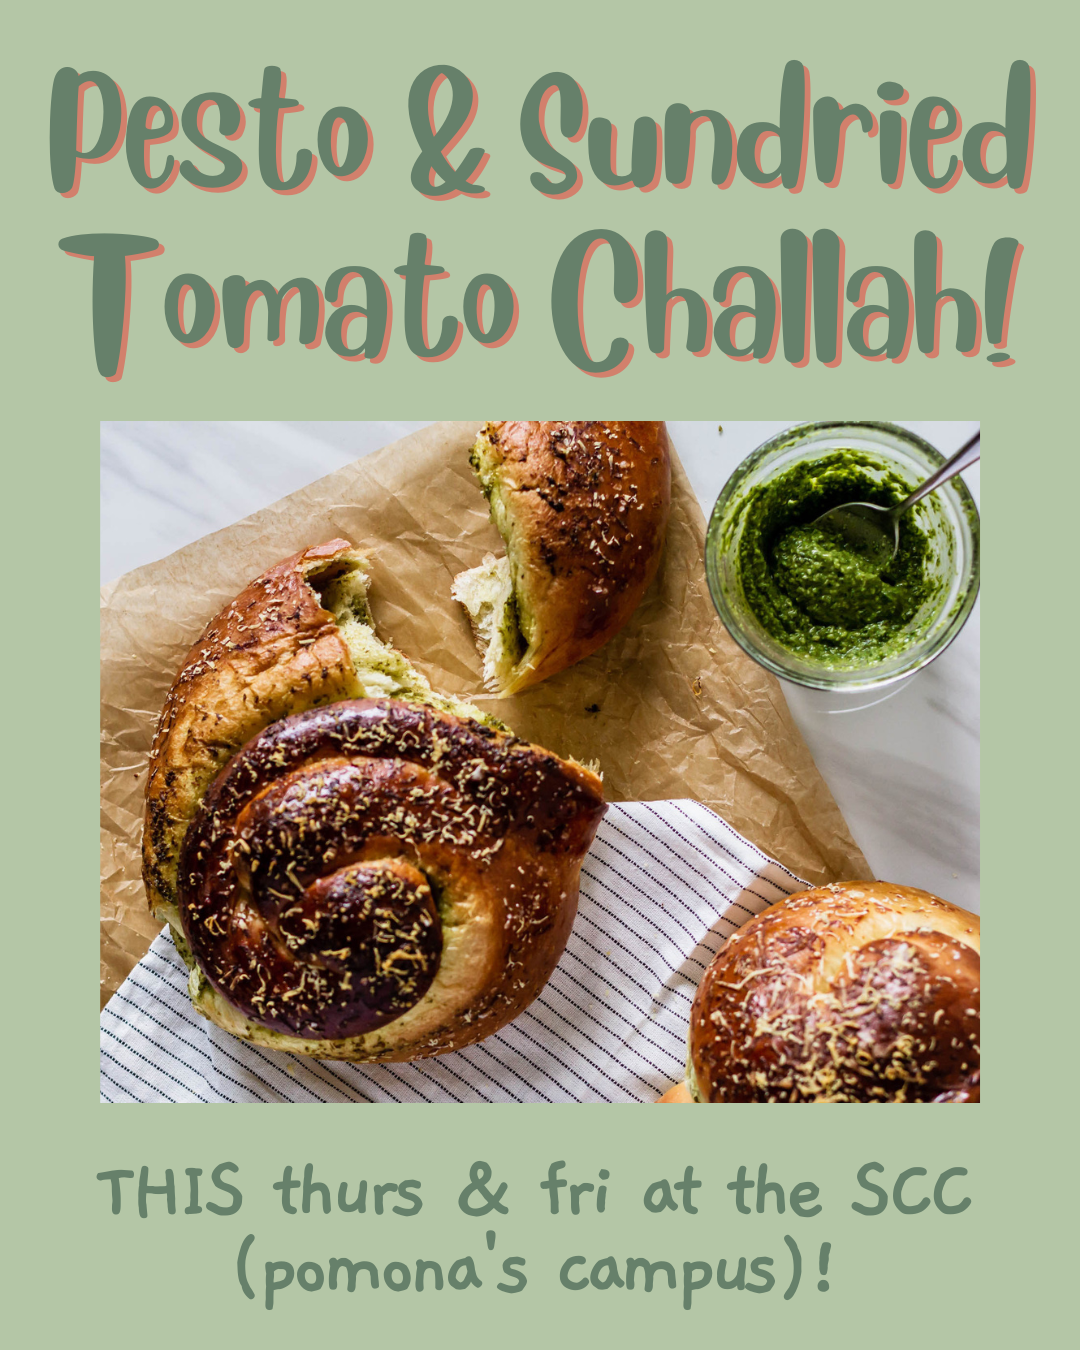 Pesto & Sundried
Tomato Challah!
THIS thurs & fri at the SCC
(pomona's campus)!